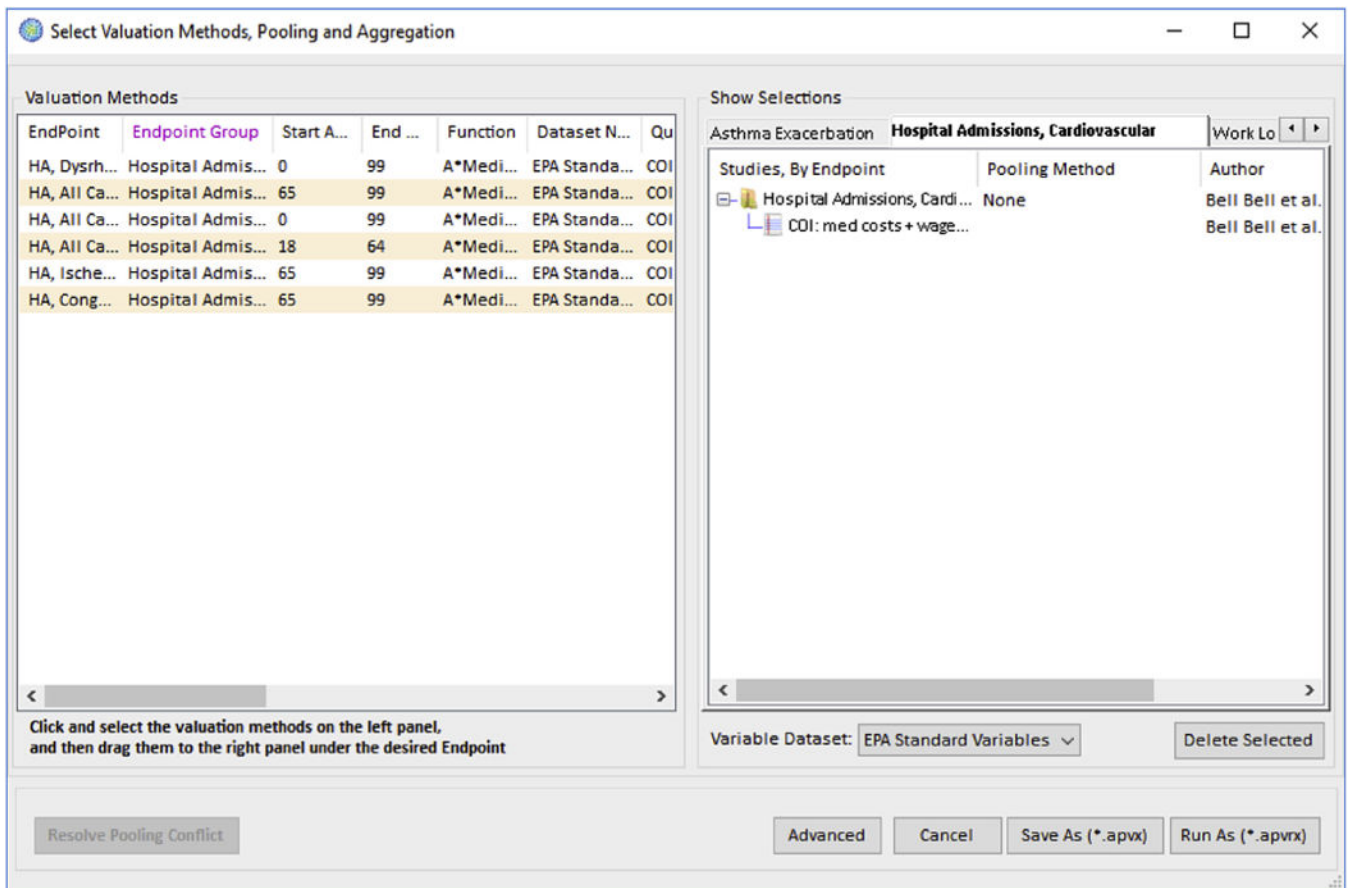 Select Valuation Methods, Pooling and Aggregation
Valuation Methods
EndPoint Endpoint Group Start A... End ... Function Dataset N... Qu
HA, Dysrh... Hospital Admis... 0 99 A*Medi... EPA Standa... COI
HA, All Ca... Hospital Admis... 65 99 A*Medi... EPA Standa... COI
HA, All Ca... Hospital Admis... 0 99 A*Medi... EPA Standa... COI
HA, All Ca... Hospital Admis... 18 64 A*Medi... EPA Standa... COI
HA, Ische... Hospital Admis... 65 99 A*Medi... EPA Standa... COI
HA, Cong... Hospital Admis... 65 99 A*Medi... EPA Standa... COI
Click and select the valuation methods on the left panel,
and then drag them to the right panel under the desired Endpoint
Show Selections
Asthma Exacerbation Hospital Admissions, Cardiovascular Work Lo
Studies, By Endpoint Pooling Method Author
Hospital Admissions, Cardi... None Bell Bell et al.
COI: med costs + wage... Bell Bell et al.
Variable Dataset: EPA Standard Variables Delete Selected
Resolve Pooling Conflict Advanced Cancel Save As (*.apvx) Run As (*.apvrx)